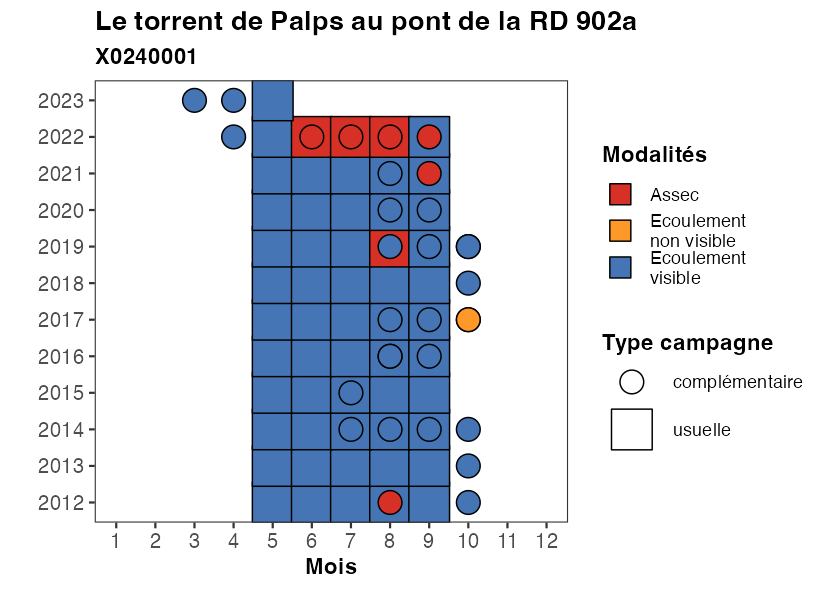 Le torrent de Palps au pont de la RD 902a
X0240001
2023
2022
2021
2020
2019
2018
2017
2016
2015
2014
2013
2012
1 2 3 4 5 6 7 8 9 10 11 12
Mois
Modalités
Assec
Ecoulement
non visible
Ecoulement
visible
Type campagne
complémentaire
usuelle